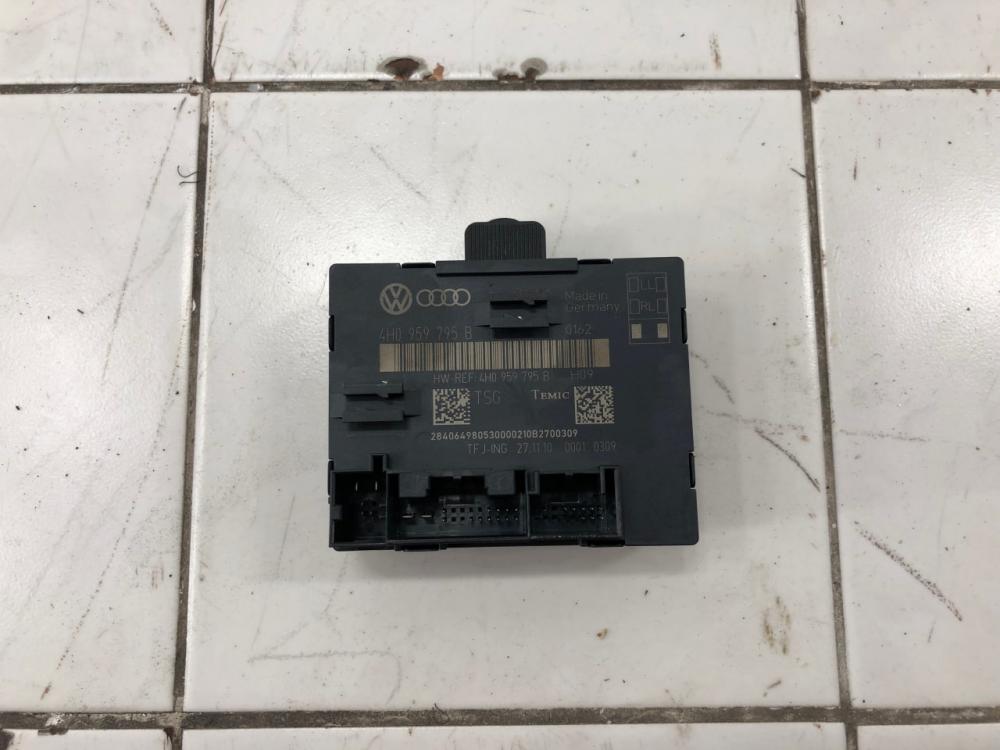 Made in
Germany
LL
RL
4H0 959 795 B
0162
HW-REF: 4H0 959 795 B H09
TSG
TEMIC
284064980530000210B2700309
TFJ-ING 27.11.10 0001 0309